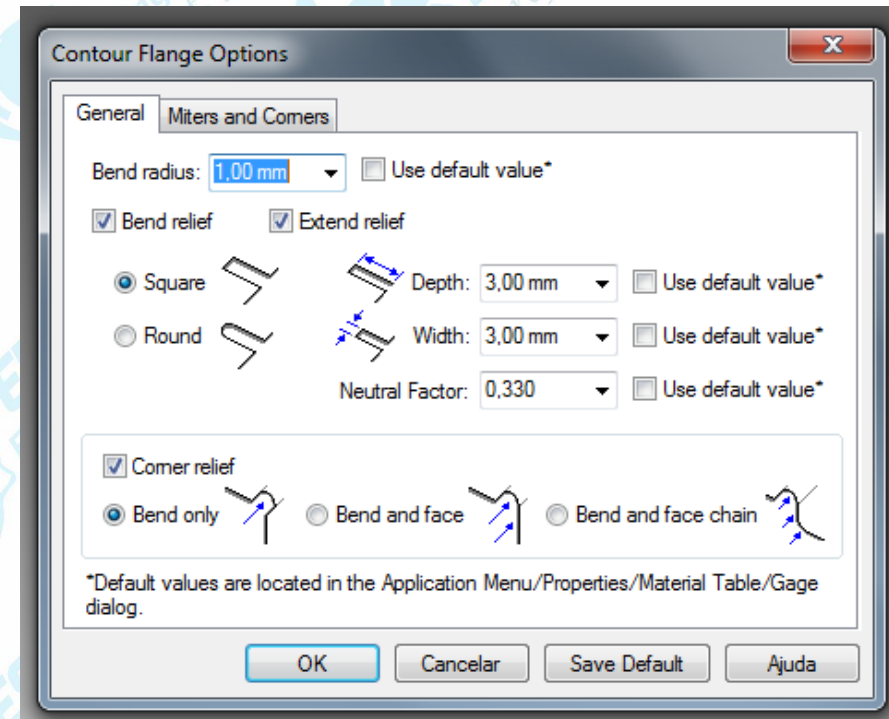 Contour Flange Options
General Miters and Corners
Bend radius: 1,00 mm Use default value*
Bend relief Extend relief
Square Depth: 3,00 mm Use default value*
Round Width: 3,00 mm Use default value*
Neutral Factor: 0,330 Use default value*
Corner relief
Bend only Bend and face Bend and face chain
*Default values are located in the Application Menu/Properties/Material Table/Gage
dialog.
OK Cancelar Save Default Ajuda